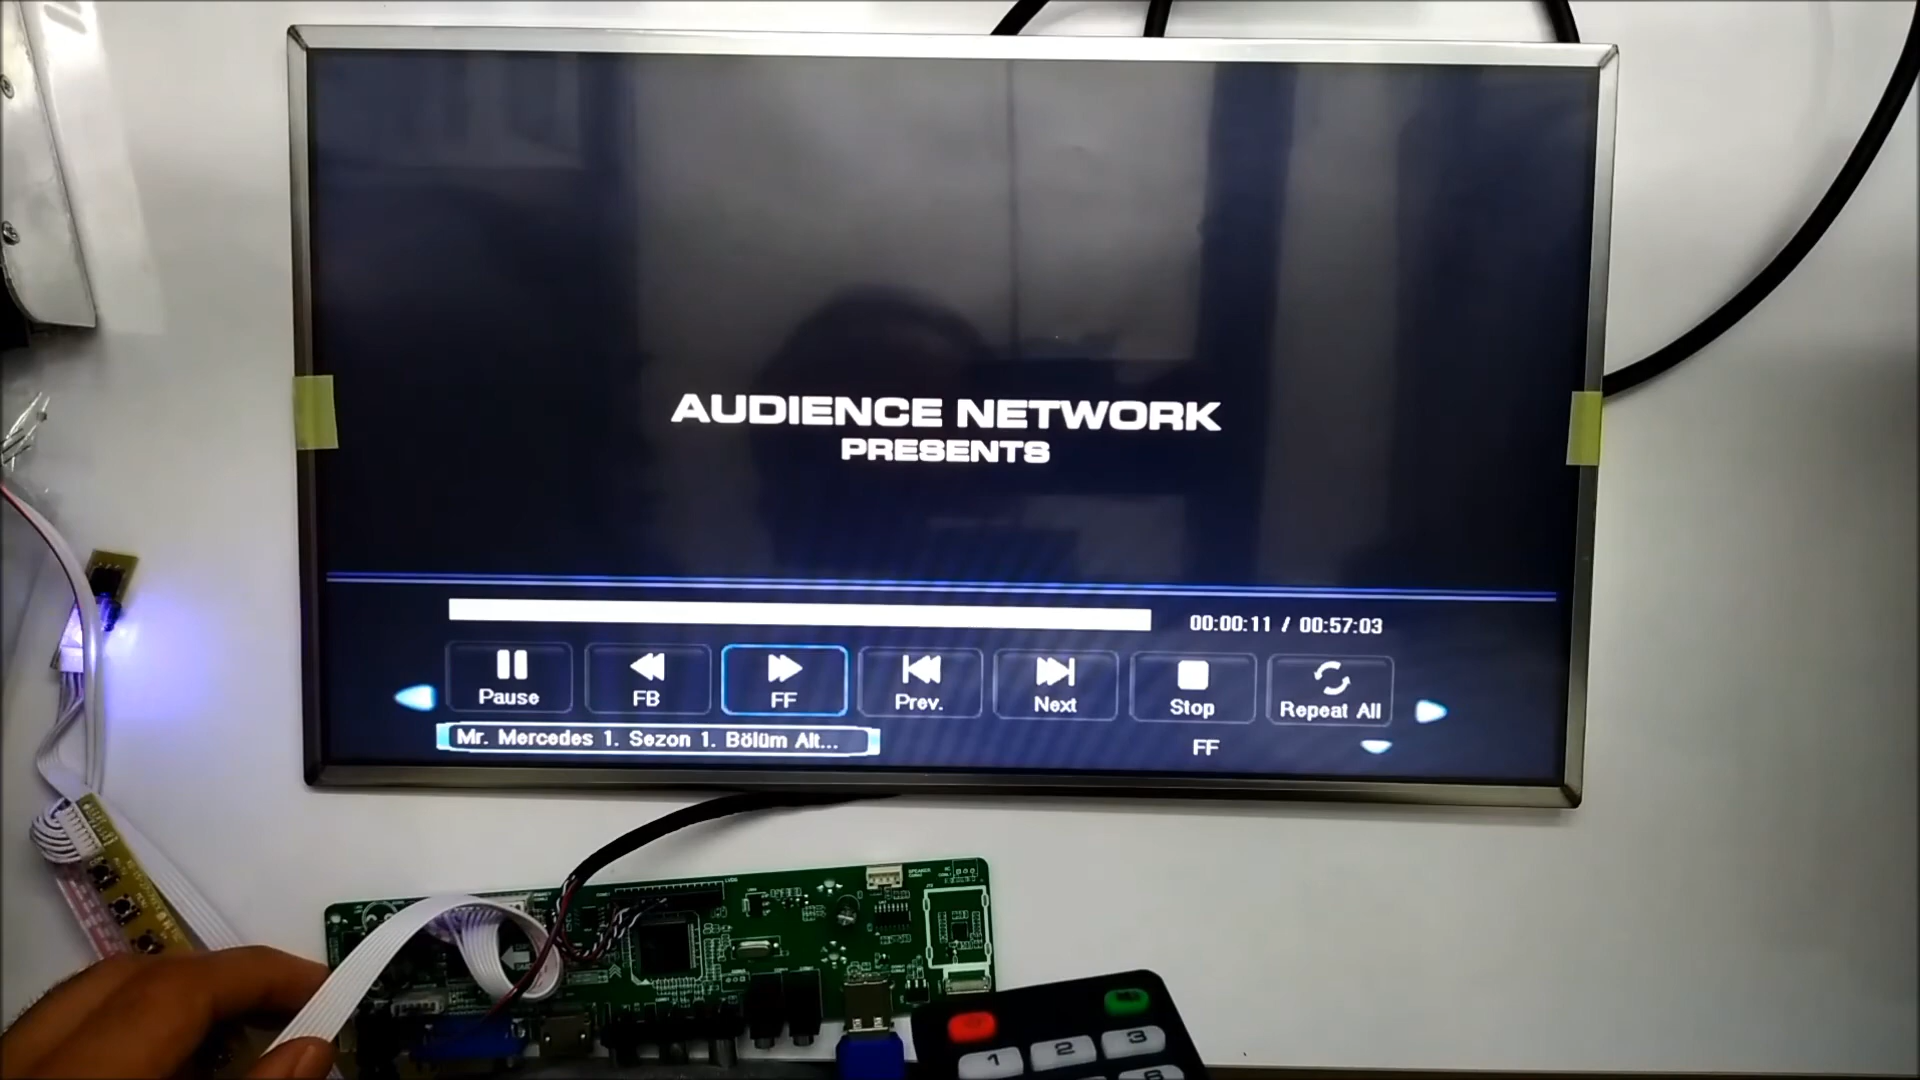 AUDIENCE NETWORK
PRESENTS
00:00:11 / 00:57:03
Pause
FB
FF
Prev.
Next
Stop
Repeat All
Mr. Mercedes 1. Sezon 1. Bölüm Alt...
FF
1
2
3